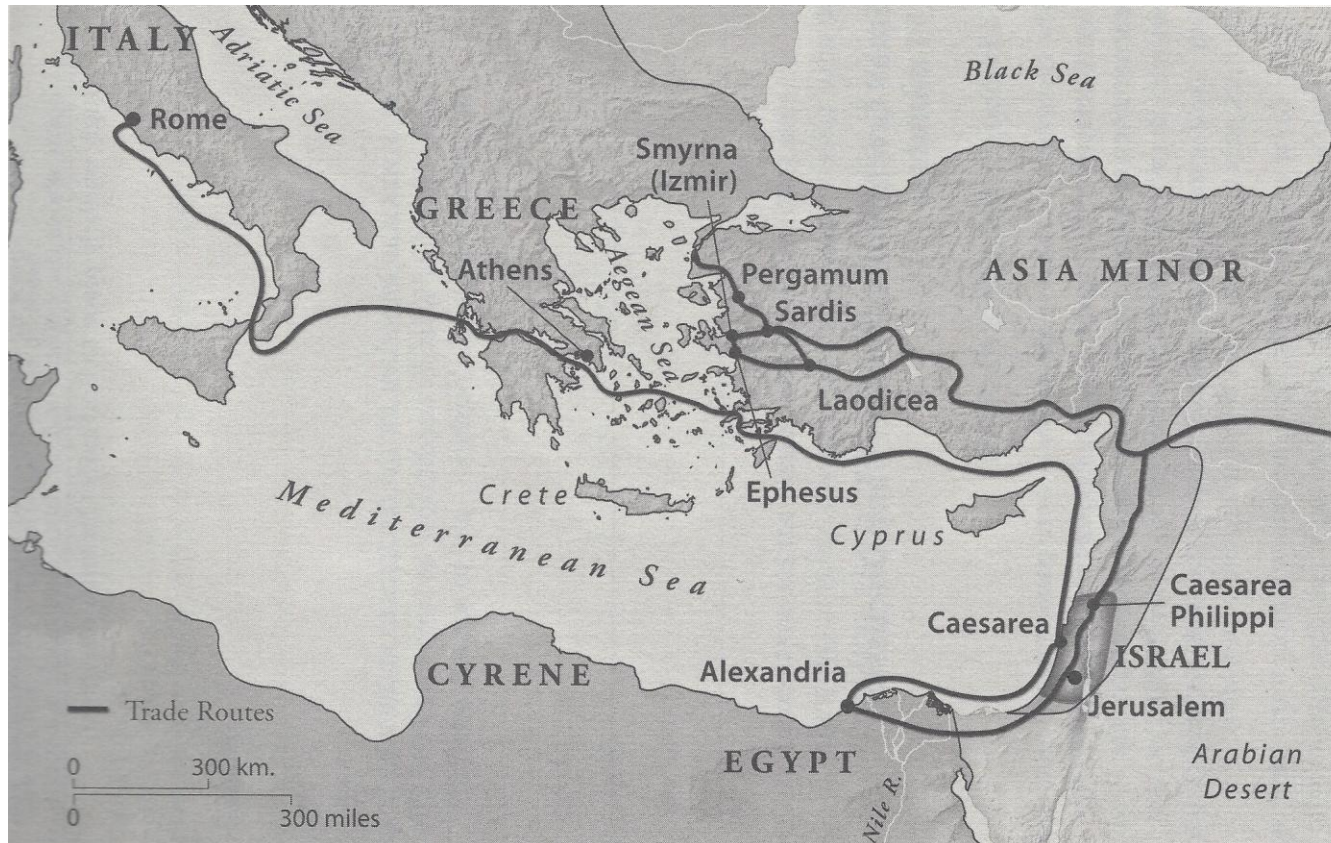 ITALY
Adriatic Sea
Black Sea
Rome
Smyrna
(Izmir)
GREECE
Aegean Sea
Athens
Pergamum
ASIA MINOR
Sardis
Laodicea
Mediterranean Sea
Crete
Ephesus
Cyprus
Caesarea
Philippi
Caesarea
ISRAEL
CYRENE
Alexandria
Jerusalem
Trade Routes
EGYPT
Arabian
Desert
0 300 km.
0 300 miles
Nile R.